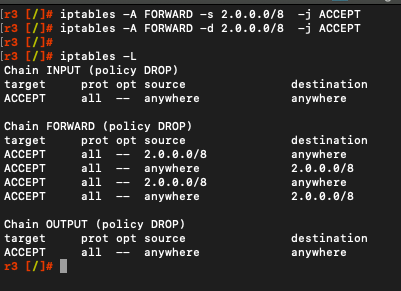 [r3 [/]# iptables -A FORWARD -s 2.0.0.0/8  -j ACCEPT
[r3 [/]# iptables -A FORWARD -d 2.0.0.0/8  -j ACCEPT
[r3 [/]#
[r3 [/]# iptables -L
Chain INPUT (policy DROP)
target     prot opt source               destination
ACCEPT     all  --  anywhere             anywhere

Chain FORWARD (policy DROP)
target     prot opt source               destination
ACCEPT     all  --  2.0.0.0/8            anywhere
ACCEPT     all  --  anywhere             2.0.0.0/8
ACCEPT     all  --  2.0.0.0/8            anywhere
ACCEPT     all  --  anywhere             2.0.0.0/8

Chain OUTPUT (policy DROP)
target     prot opt source               destination
ACCEPT     all  --  anywhere             anywhere
r3 [/]#